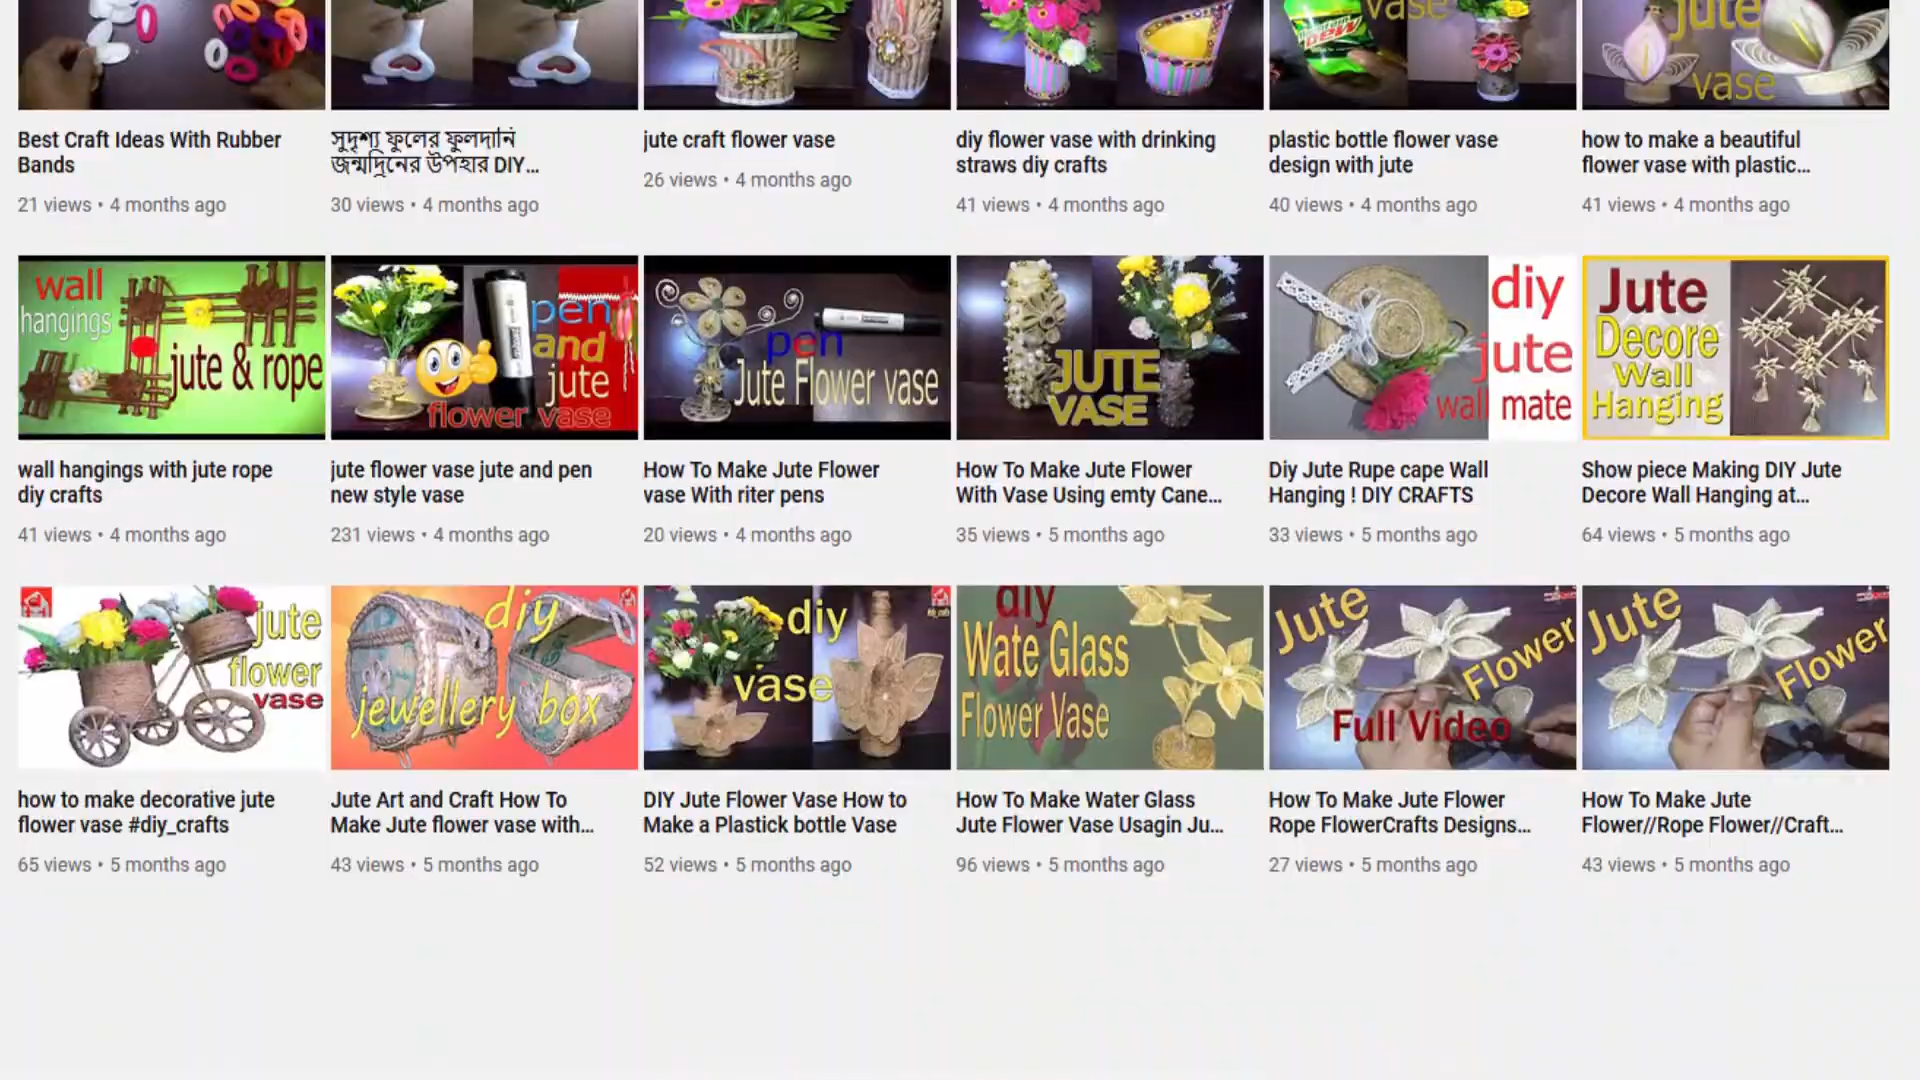 Mountain
Dew
vase
jute
vase
Best Craft Ideas With Rubber
Bands
21 views • 4 months ago
সুদৃশ্য ফুলের ফুলদানি
জন্মদিনের উপহার DIY...
30 views • 4 months ago
jute craft flower vase
26 views • 4 months ago
diy flower vase with drinking
straws diy crafts
41 views • 4 months ago
plastic bottle flower vase
design with jute
40 views • 4 months ago
how to make a beautiful
flower vase with plastic...
41 views • 4 months ago
wall
hangings
jute & rope
pen
and
jute
flower vase
pen
Jute Flower vase
JUTE
VASE
diy
jute
wall mate
Jute
Decore
Wall
Hanging
wall hangings with jute rope
diy crafts
41 views • 4 months ago
jute flower vase jute and pen
new style vase
231 views • 4 months ago
How To Make Jute Flower
vase With riter pens
20 views • 4 months ago
How To Make Jute Flower
With Vase Using emty Cane...
35 views • 5 months ago
Diy Jute Rupe cape Wall
Hanging ! DIY CRAFTS
33 views • 5 months ago
Show piece Making DIY Jute
Decore Wall Hanging at...
64 views • 5 months ago
jute
flower
vase
diy
jewellery box
diy
vase
diy
Wate Glass
Flower Vase
Jute
Flower
Full Video
Jute
Flower
how to make decorative jute
flower vase #diy_crafts
65 views • 5 months ago
Jute Art and Craft How To
Make Jute flower vase with...
43 views • 5 months ago
DIY Jute Flower Vase How to
Make a Plastick bottle Vase
52 views • 5 months ago
How To Make Water Glass
Jute Flower Vase Usagin Ju...
96 views • 5 months ago
How To Make Jute Flower
Rope FlowerCrafts Designs...
27 views • 5 months ago
How To Make Jute
Flower//Rope Flower//Craft...
43 views • 5 months ago